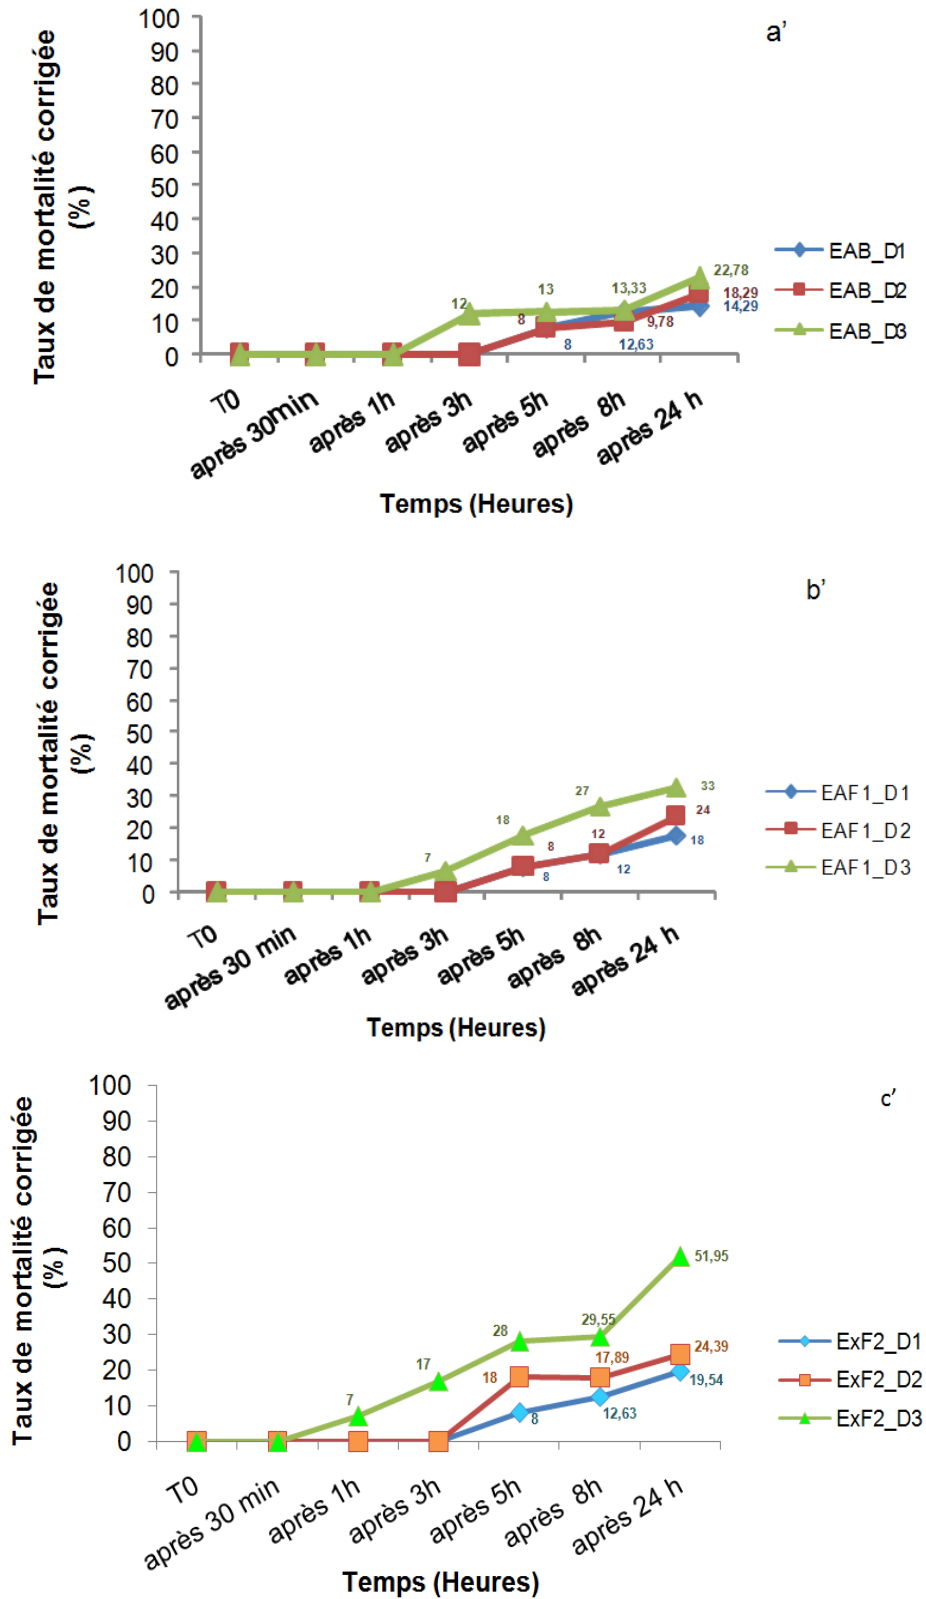 a’
Taux de mortalité corrigée
(%)
100
90
80
70
60
50
40
30
20
10
0
12
13
13,33
22,78
8
9,78
18,29
8
12,63
14,29
EAB_D1
EAB_D2
EAB_D3
T0
après 30min
après 1h
après 3h
après 5h
après 8h
après 24 h
Temps (Heures)
b’
Taux de mortalité corrigée
(%)
100
90
80
70
60
50
40
30
20
10
0
7
18
27
33
8
12
24
8
12
18
EAF1_D1
EAF1_D2
EAF1_D3
T0
après 30 min
après 1h
après 3h
après 5h
après 8h
après 24 h
Temps (Heures)
c’
Taux de mortalité corrigée
(%)
100
90
80
70
60
50
40
30
20
10
0
7
17
28
29,55
51,95
18
17,89
24,39
8
12,63
19,54
ExF2_D1
ExF2_D2
ExF2_D3
T0
après 30 min
après 1h
après 3h
après 5h
après 8h
après 24 h
Temps (Heures)